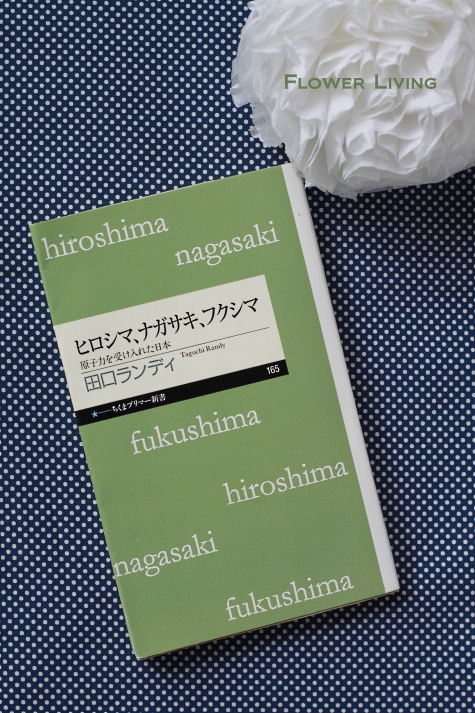 FLOWER LIVING
hiroshima
nagasaki
ヒロシマ、ナガサキ、フクシマ
原子力を受け入れた日本
田口ランディ Taguchi Randy
165
★──ちくまプリマー新書
fukushima
hiroshima
nagasaki
fukushima